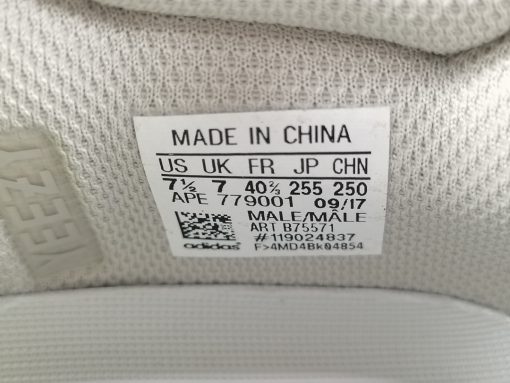 MADE IN CHINA
US UK FR JP CHN
7½ 7 40⅔ 255 250
APE 779001 09/17
MALE/MÂLE
ART B75571
#119024837
adidas F>4MD4Bk04854
YEEZY